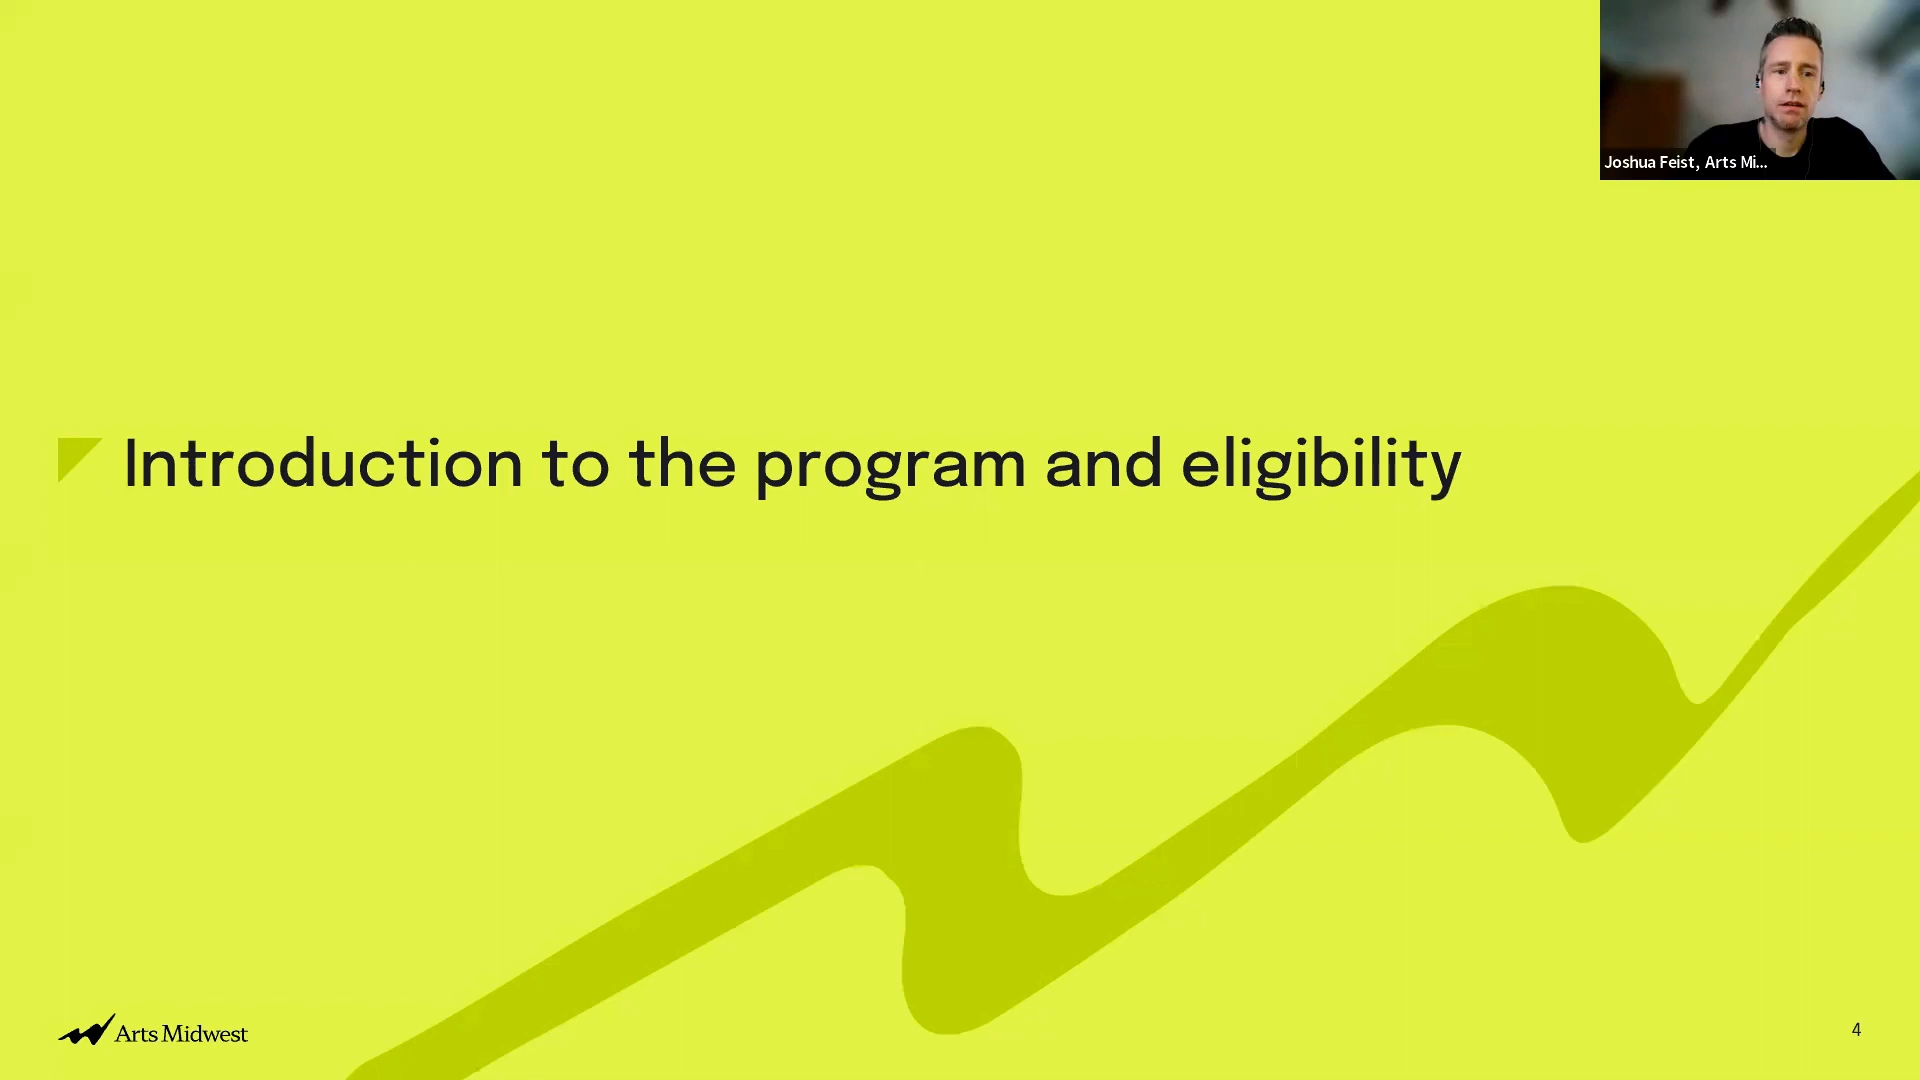 Joshua Feist, Arts Mi...
Introduction to the program and eligibility
Arts Midwest
4